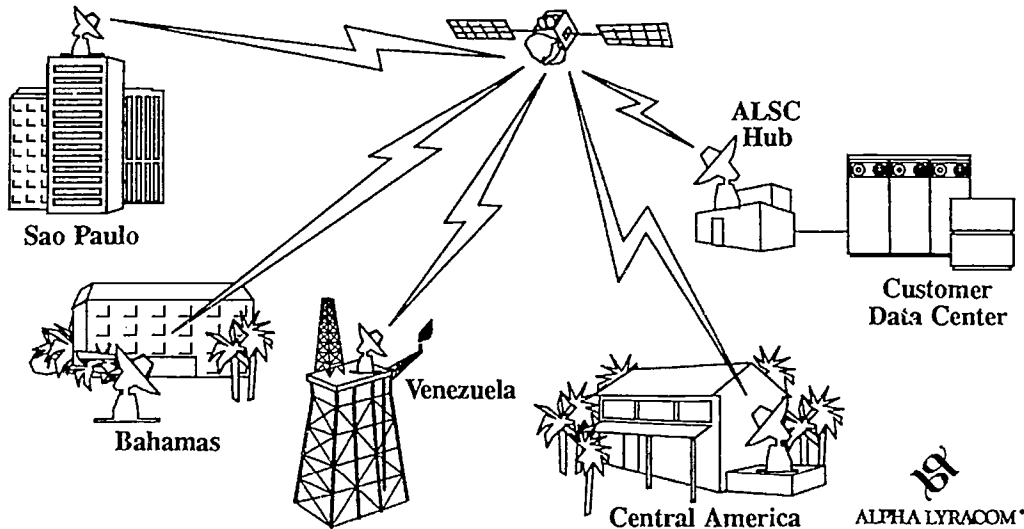 ALSC
Hub
Sao Paulo
Customer
Data Center
Venezuela
Bahamas
Central America
ALPHA LYRACOM